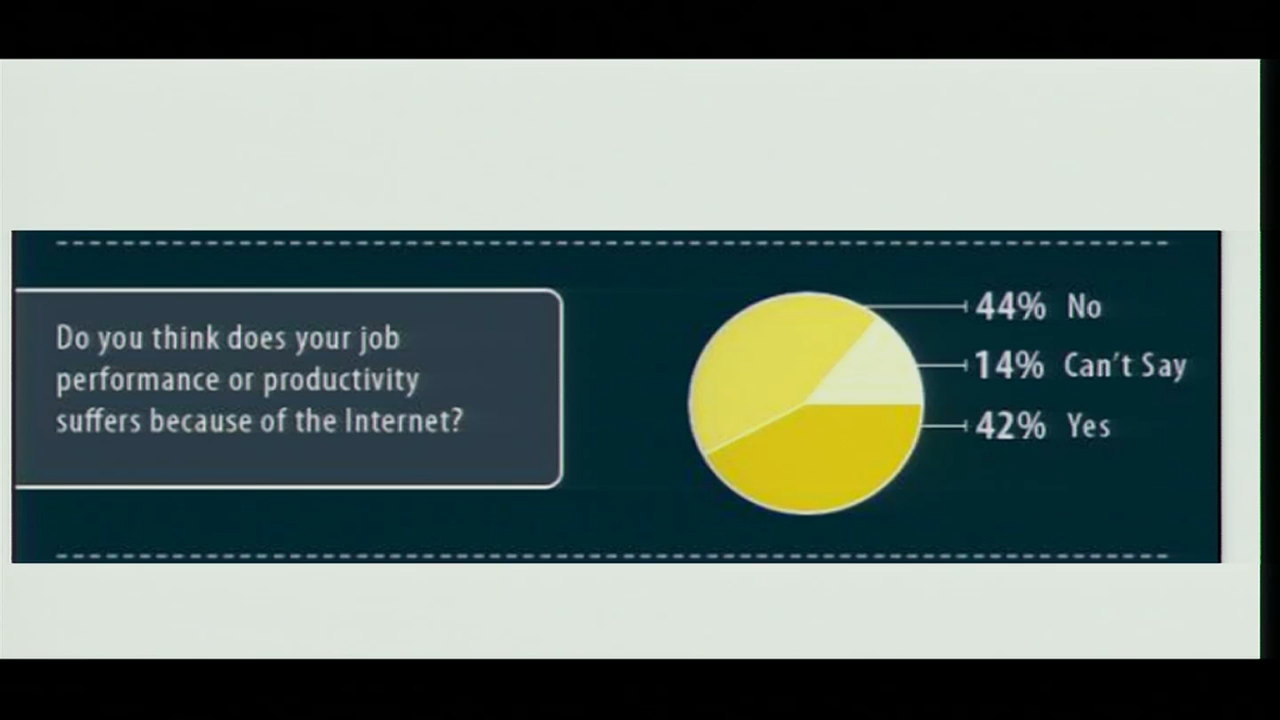 Do you think does your job
performance or productivity
suffers because of the Internet?
44% No
14% Can't Say
42% Yes